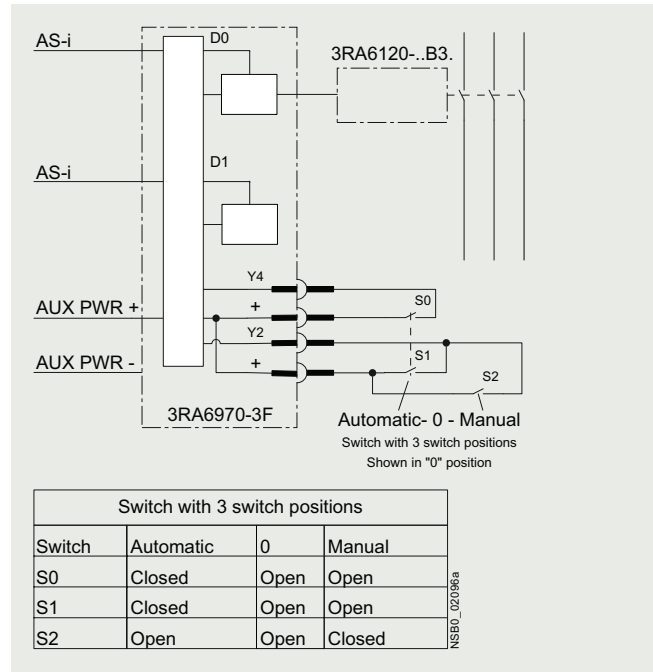 AS-i
D0
3RA6120-..B3.
AS-i
D1
Y4
AUX PWR +
+
S0
Y2
S1
AUX PWR -
+
S2
3RA6970-3F
Automatic- 0 - Manual
Switch with 3 switch positions
Shown in "0" position
Switch with 3 switch positions
Switch Automatic 0 Manual
S0 Closed Open Open
S1 Closed Open Open
S2 Open Open Closed
NSB0_02096a